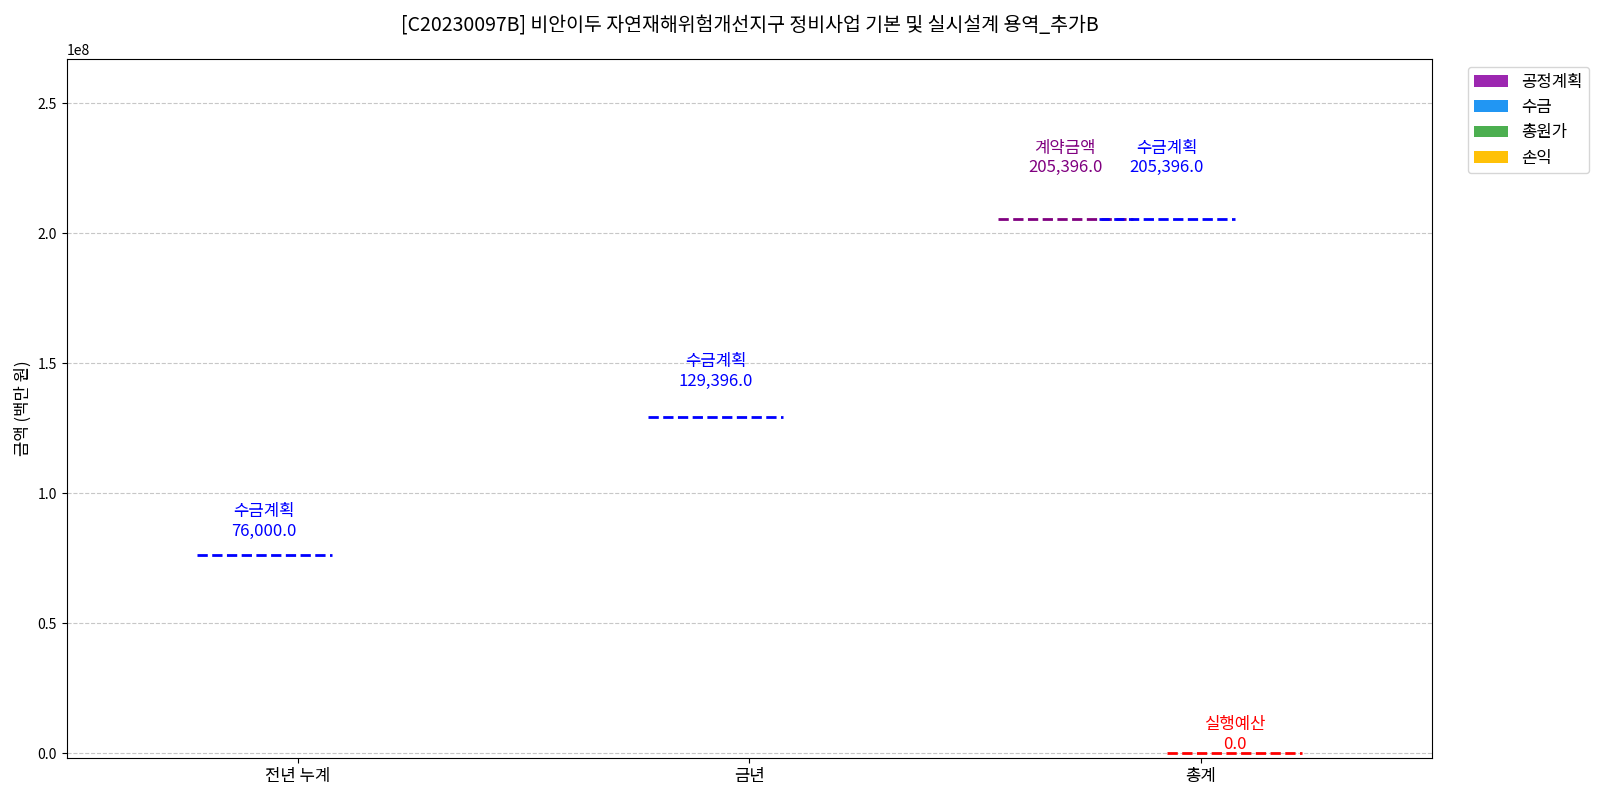 [C20230097B] 비안이두 자연재해위험개선지구 정비사업 기본 및 실시설계 용역_추가B
1e8
공정계획
수금
총원가
손익
2.5
2.0
1.5
1.0
0.5
0.0
금액 (백만 원)
계약금액
205,396.0
수금계획
205,396.0
수금계획
129,396.0
수금계획
76,000.0
실행예산
0.0
전년 누계
금년
총계